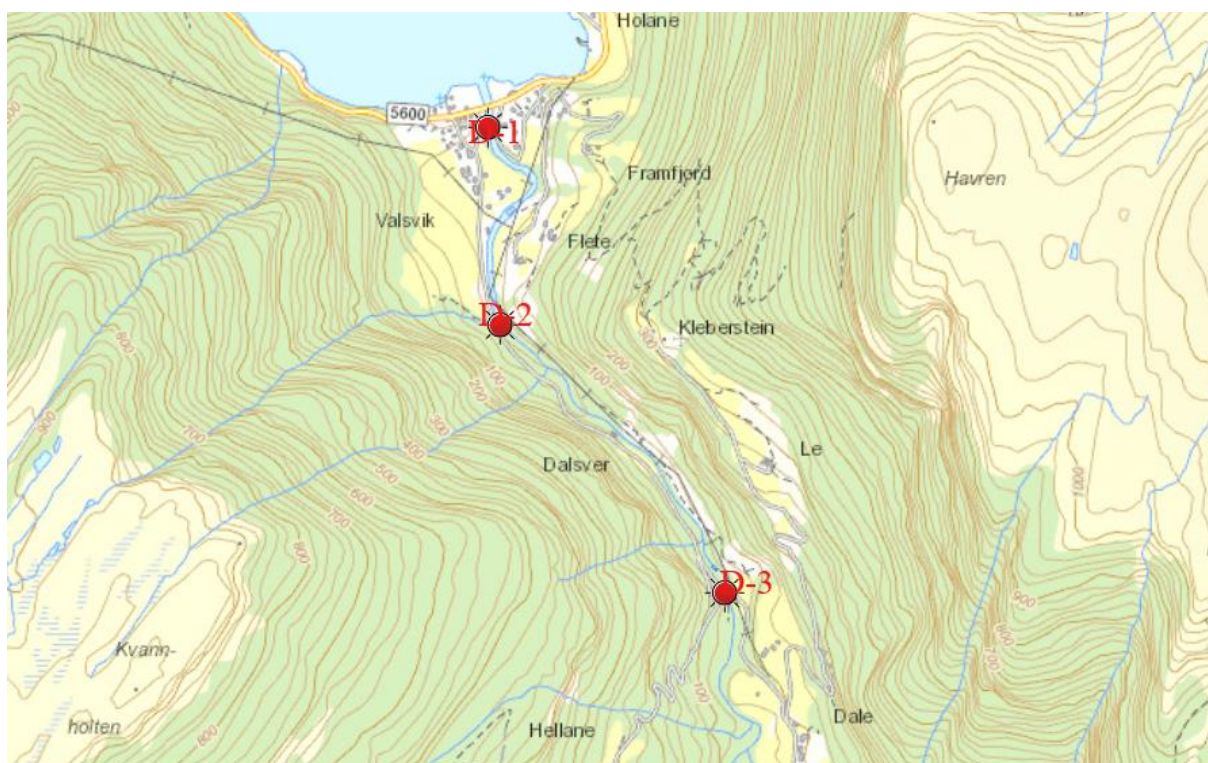 Holane
5600
D-1
Framfjord
Havren
Valsvik
Flete
D-2
Kleberstein
200
800
100
100
200
900
300
Le
700
400
Dalsver
500
1000
600
700
800
D-3
900
800
700
Kvann-
holten
100
Hellane
Dale
800